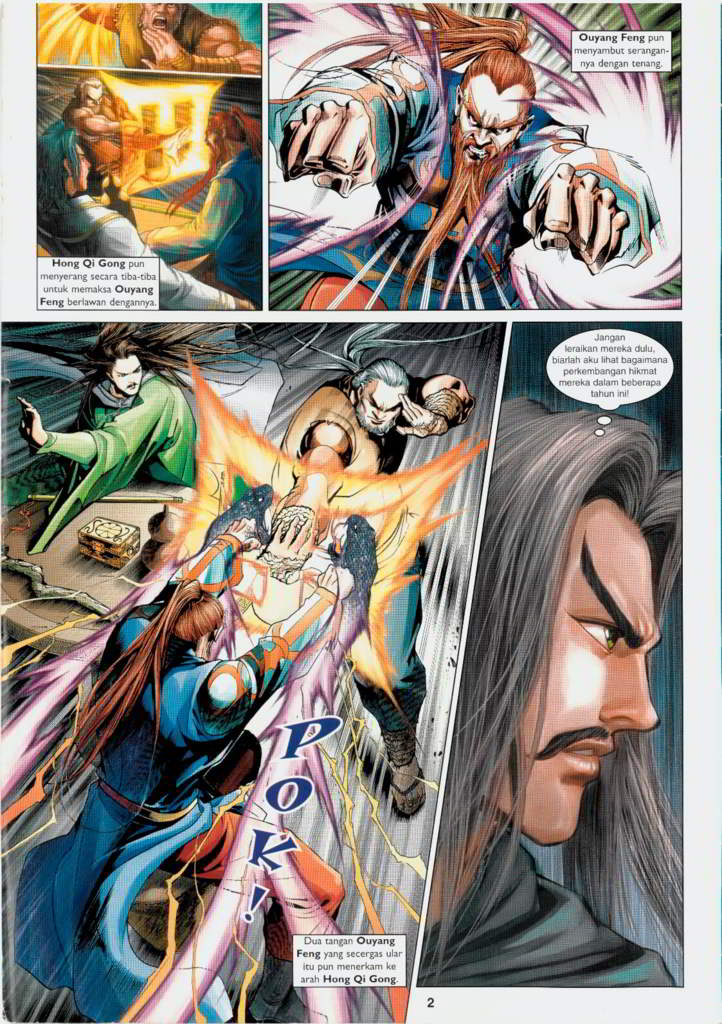 Hong Qi Gong pun
menyerang secara tiba-tiba
untuk memaksa Ouyang
Feng berlawan dengannya.
Ouyang Feng pun
menyambut serangan-
nya dengan tenang.
Jangan
leraikan mereka dulu,
biarlah aku lihat bagaimana
perkembangan hikmat
mereka dalam beberapa
tahun ini!
POK!
Dua tangan Ouyang
Feng yang secergas ular
itu pun menerkam ke
arah Hong Qi Gong.
2